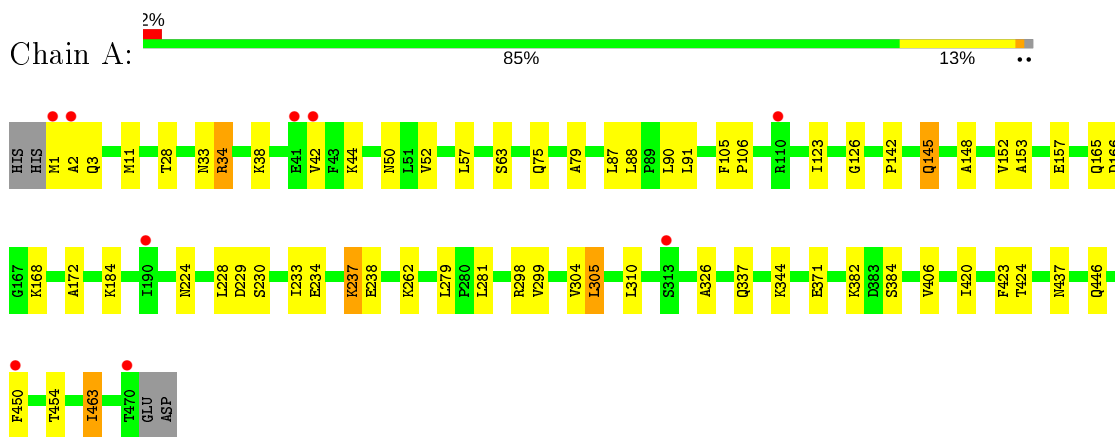 2%
Chain A:
85% 13% ••
HIS HIS M1 A2 Q3 M11 T28 N33 R34 K38 E41 V42 F43 K44 N50 L51 V52 L57 S63 Q75 A79 L87 L88 P89 L90 L91 F105 P106 R110 I123 G126 P142 Q145 A148 V152 A153 E157 Q165 D166
G167 K168 A172 K184 I190 N224 L228 D229 S230 I233 E234 K237 E238 K262 L279 P280 L281 R298 V299 V304 L305 L310 S313 A326 Q337 K344 E371 K382 D383 S384 V406 I420 F423 T424 N437 Q446
F450 T454 I463 T470 GLU ASP